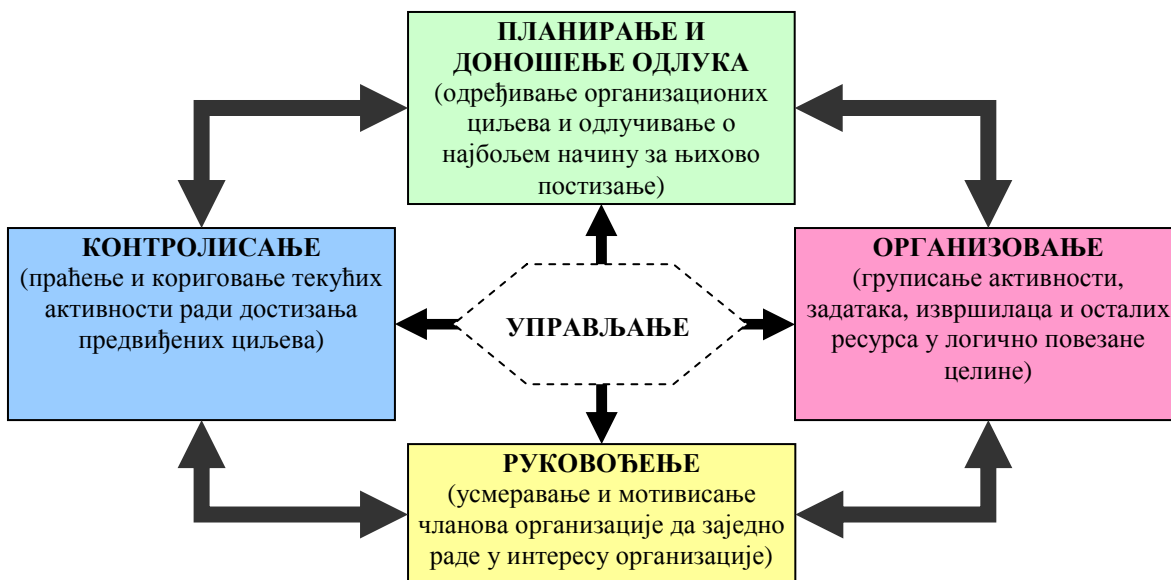 ПЛАНИРАЊЕ И
ДОНОШЕЊЕ ОДЛУКА
(одређивање организационих
циљева и одлучивање о
најбољем начину за њихово
постизање)
КОНТРОЛИСАЊЕ
(праћење и кориговање текућих
активности ради достизања
предвиђених циљева)
УПРАВЉАЊЕ
ОРГАНИЗОВАЊЕ
(груписање активности,
задатака, извршилаца и осталих
ресурса у логично повезане
целине)
РУКОВОЂЕЊЕ
(усмеравање и мотивисање
чланова организације да заједно
раде у интересу организације)